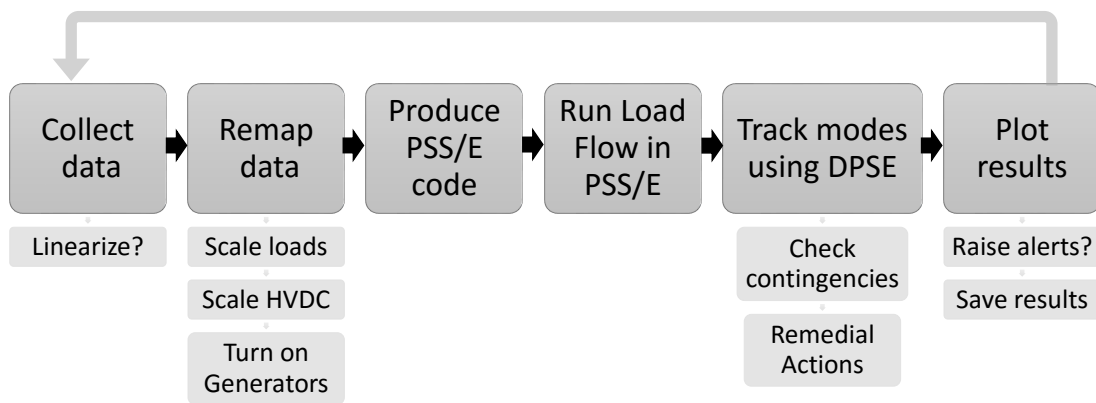 Collect
data
Remap
data
Produce
PSS/E
code
Run Load
Flow in
PSS/E
Track modes
using DPSE
Plot
results
Linearize?
Scale loads
Scale HVDC
Turn on
Generators
Check
contingencies
Remedial
Actions
Raise alerts?
Save results